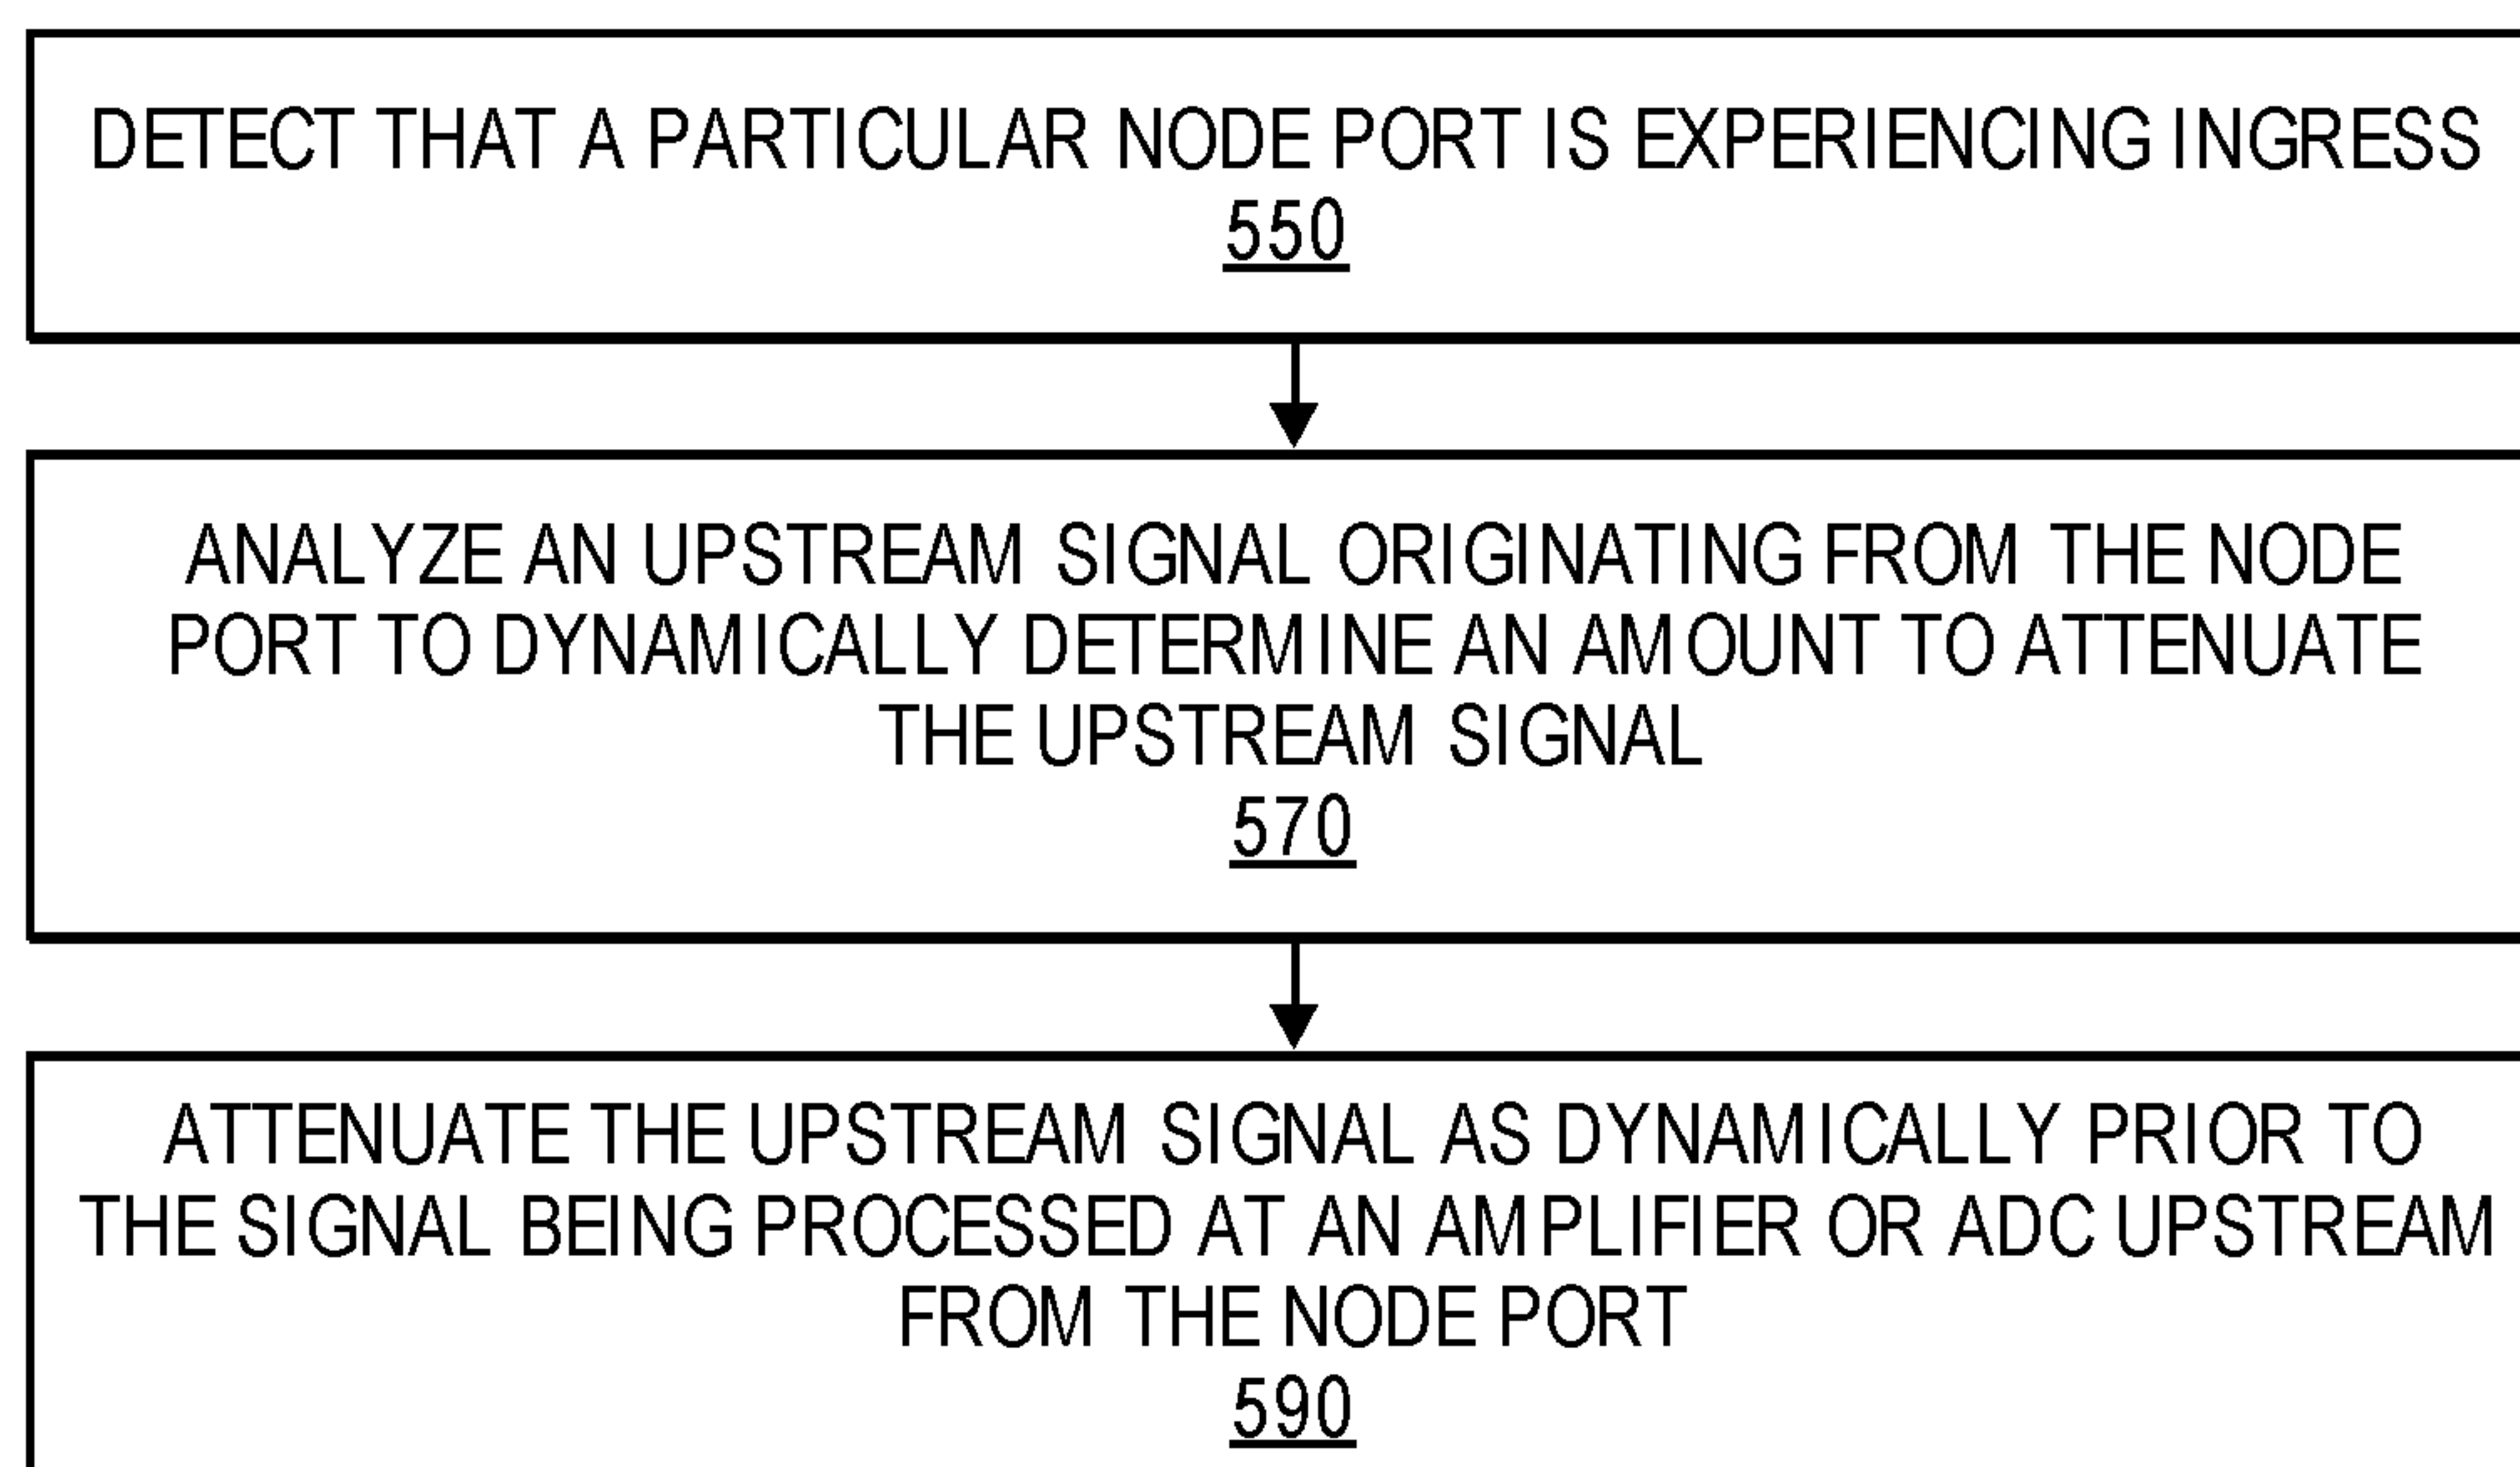 DETECT THAT A PARTICULAR NODE PORT IS EXPERIENCING INGRESS
550
ANALYZE AN UPSTREAM SIGNAL ORIGINATING FROM THE NODE
PORT TO DYNAMICALLY DETERMINE AN AMOUNT TO ATTENUATE
THE UPSTREAM SIGNAL
570
ATTENUATE THE UPSTREAM SIGNAL AS DYNAMICALLY PRIOR TO
THE SIGNAL BEING PROCESSED AT AN AMPLIFIER OR ADC UPSTREAM
FROM THE NODE PORT
590